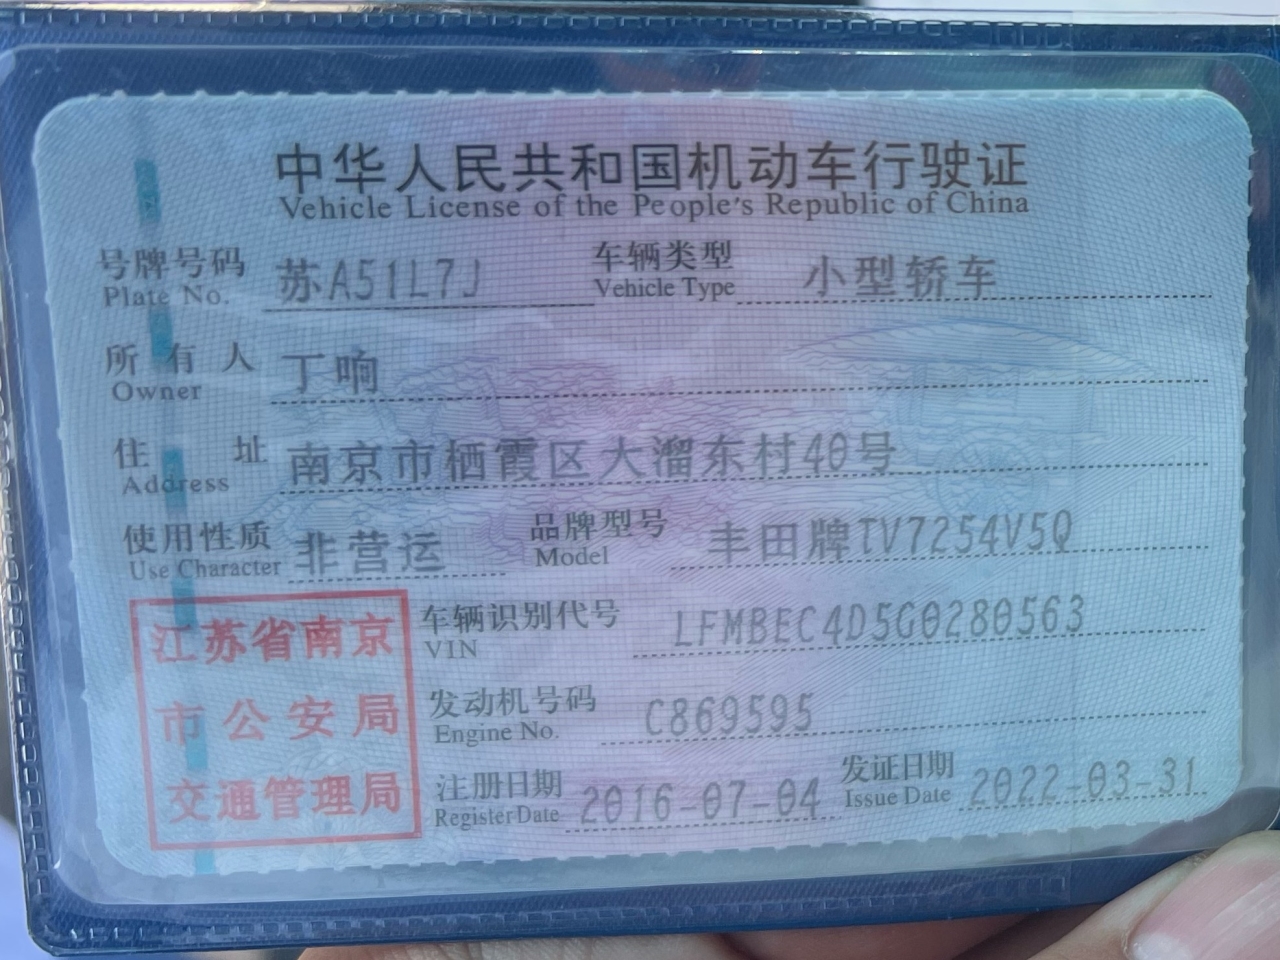 中华人民共和国机动车行驶证
Vehicle License of the People's Republic of China
号牌号码 苏A51L7J 车辆类型 小型轿车
Plate No. Vehicle Type
所有人 丁响
Owner
住址 南京市栖霞区大溜东村40号
Address
使用性质 非营运 品牌型号 丰田牌TV7254V5Q
Use Character Model
车辆识别代号 LFMBEC4D5G0280563
VIN
发动机号码 C869595
Engine No.
注册日期 2016-07-04 发证日期 2022-03-31
Register Date Issue Date
江苏省南京
市公安局
交通管理局